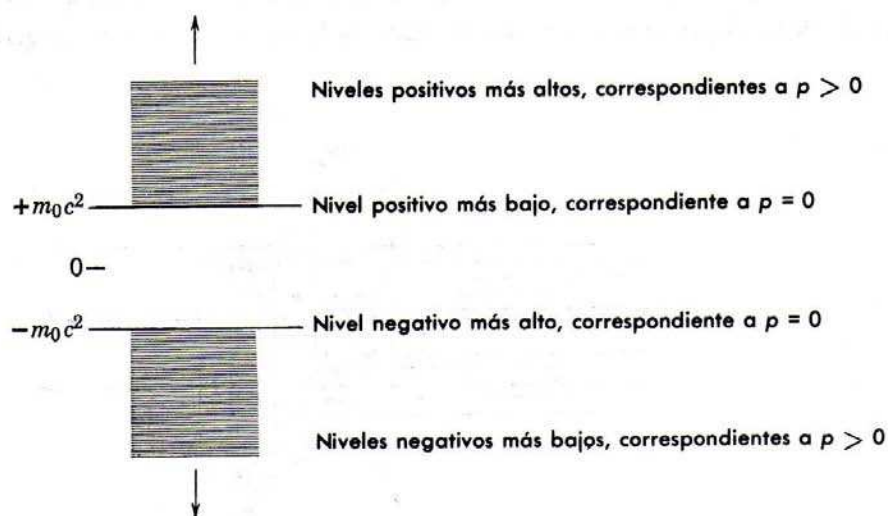 Niveles positivos más altos, correspondientes a p > 0
+m₀c² Nivel positivo más bajo, correspondiente a p = 0
0
−m₀c² Nivel negativo más alto, correspondiente a p = 0
Niveles negativos más bajos, correspondientes a p > 0